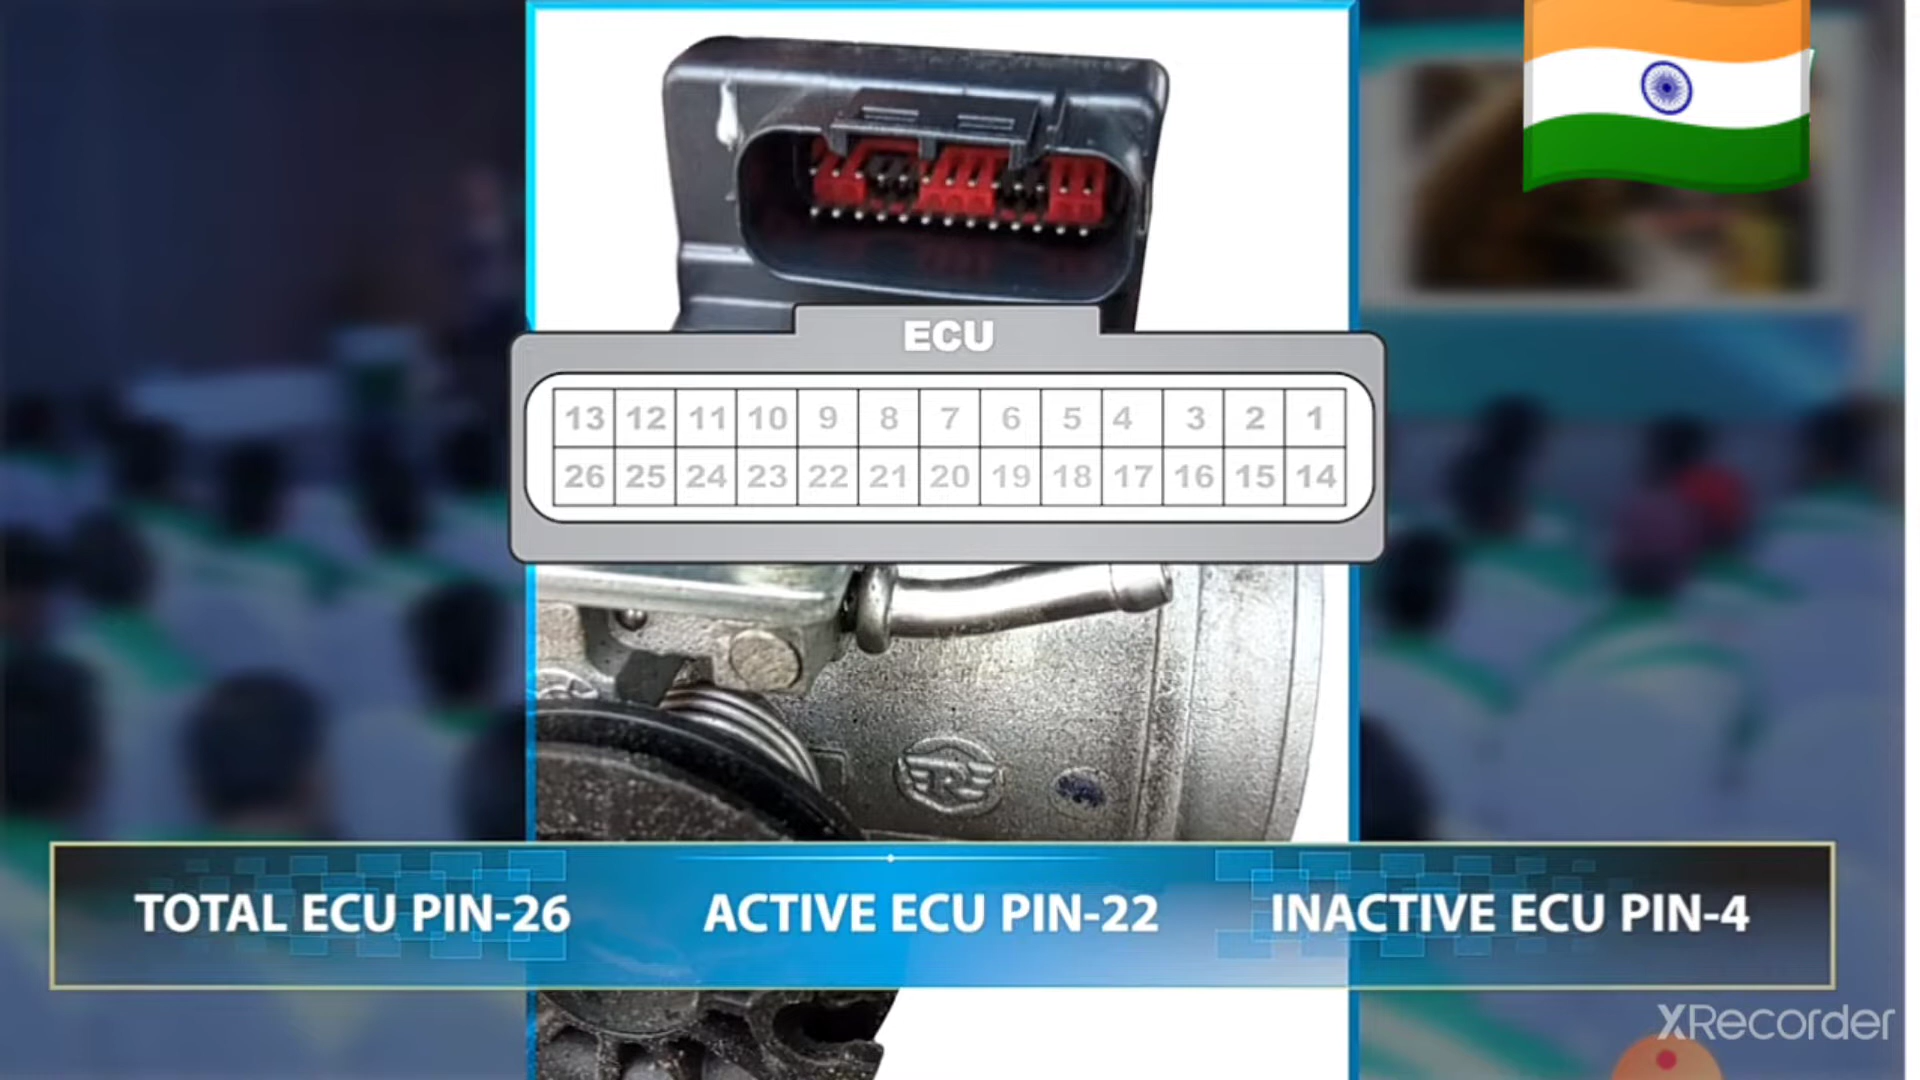 ECU
13 12 11 10 9 8 7 6 5 4 3 2 1
26 25 24 23 22 21 20 19 18 17 16 15 14
R
TOTAL ECU PIN-26 ACTIVE ECU PIN-22 INACTIVE ECU PIN-4
XRecorder